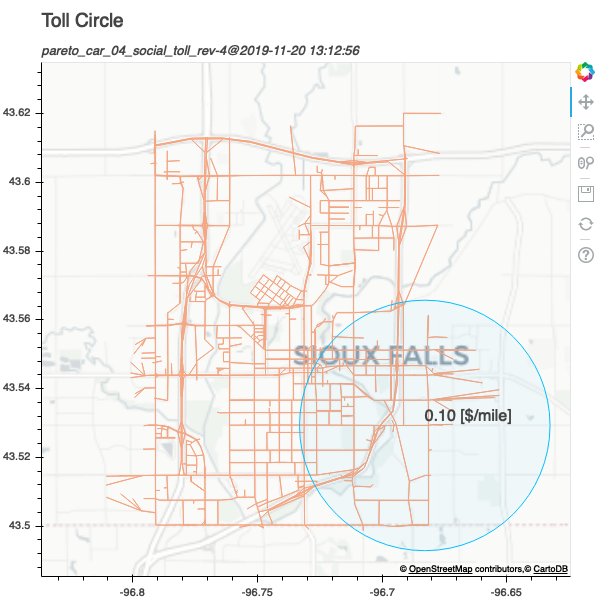 Toll Circle
pareto_car_04_social_toll_rev-4@2019-11-20 13:12:56
43.62
43.6
43.58
43.56
SIOUX FALLS
43.54
0.10 [$/mile]
43.52
43.5
© OpenStreetMap contributors,© CartoDB
-96.8
-96.75
-96.7
-96.65